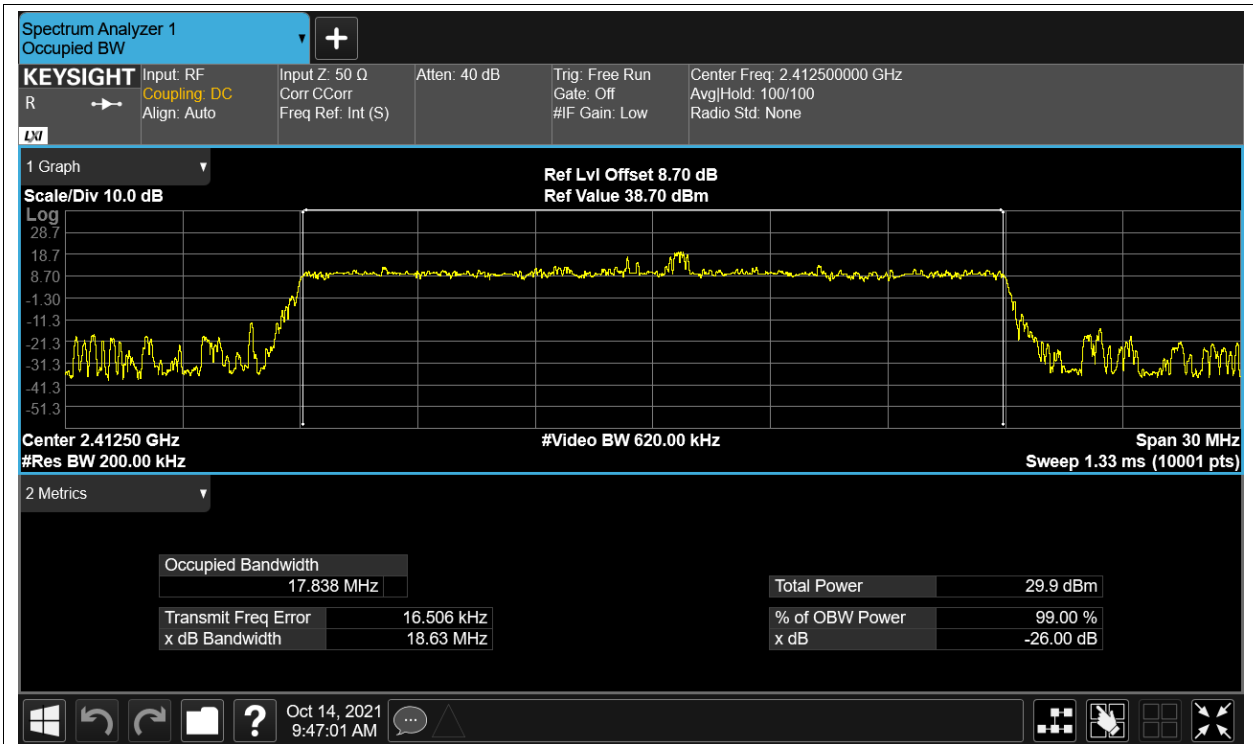 Spectrum Analyzer 1
Occupied BW
KEYSIGHT
R
LXI
Input: RF
Coupling: DC
Align: Auto
Input Z: 50 Ω
Corr CCorr
Freq Ref: Int (S)
Atten: 40 dB
Trig: Free Run
Gate: Off
#IF Gain: Low
Center Freq: 2.412500000 GHz
Avg|Hold: 100/100
Radio Std: None
1 Graph
Scale/Div 10.0 dB
Ref Lvl Offset 8.70 dB
Ref Value 38.70 dBm
Log
28.7
18.7
8.70
-1.30
-11.3
-21.3
-31.3
-41.3
-51.3
Center 2.41250 GHz
#Res BW 200.00 kHz
#Video BW 620.00 kHz
Span 30 MHz
Sweep 1.33 ms (10001 pts)
2 Metrics
Occupied Bandwidth
17.838 MHz
Transmit Freq Error 16.506 kHz
x dB Bandwidth 18.63 MHz
Total Power 29.9 dBm
% of OBW Power 99.00 %
x dB -26.00 dB
?
Oct 14, 2021
9:47:01 AM